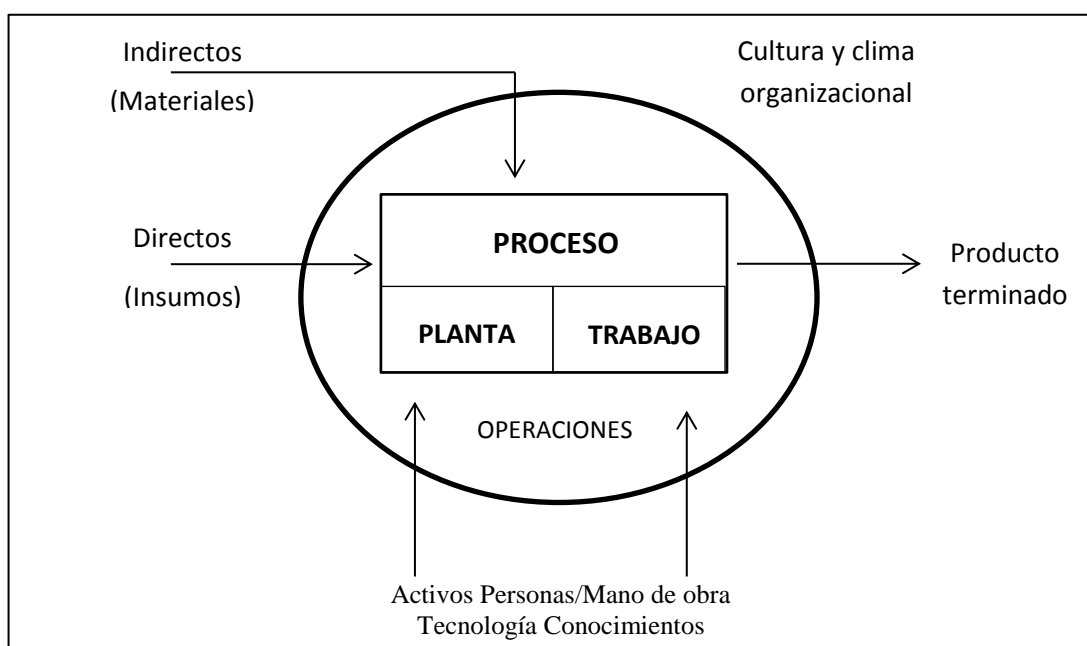 Indirectos
(Materiales)
Cultura y clima
organizacional
Directos
(Insumos)
PROCESO
PLANTA
TRABAJO
Producto
terminado
OPERACIONES
Activos Personas/Mano de obra
Tecnología Conocimientos